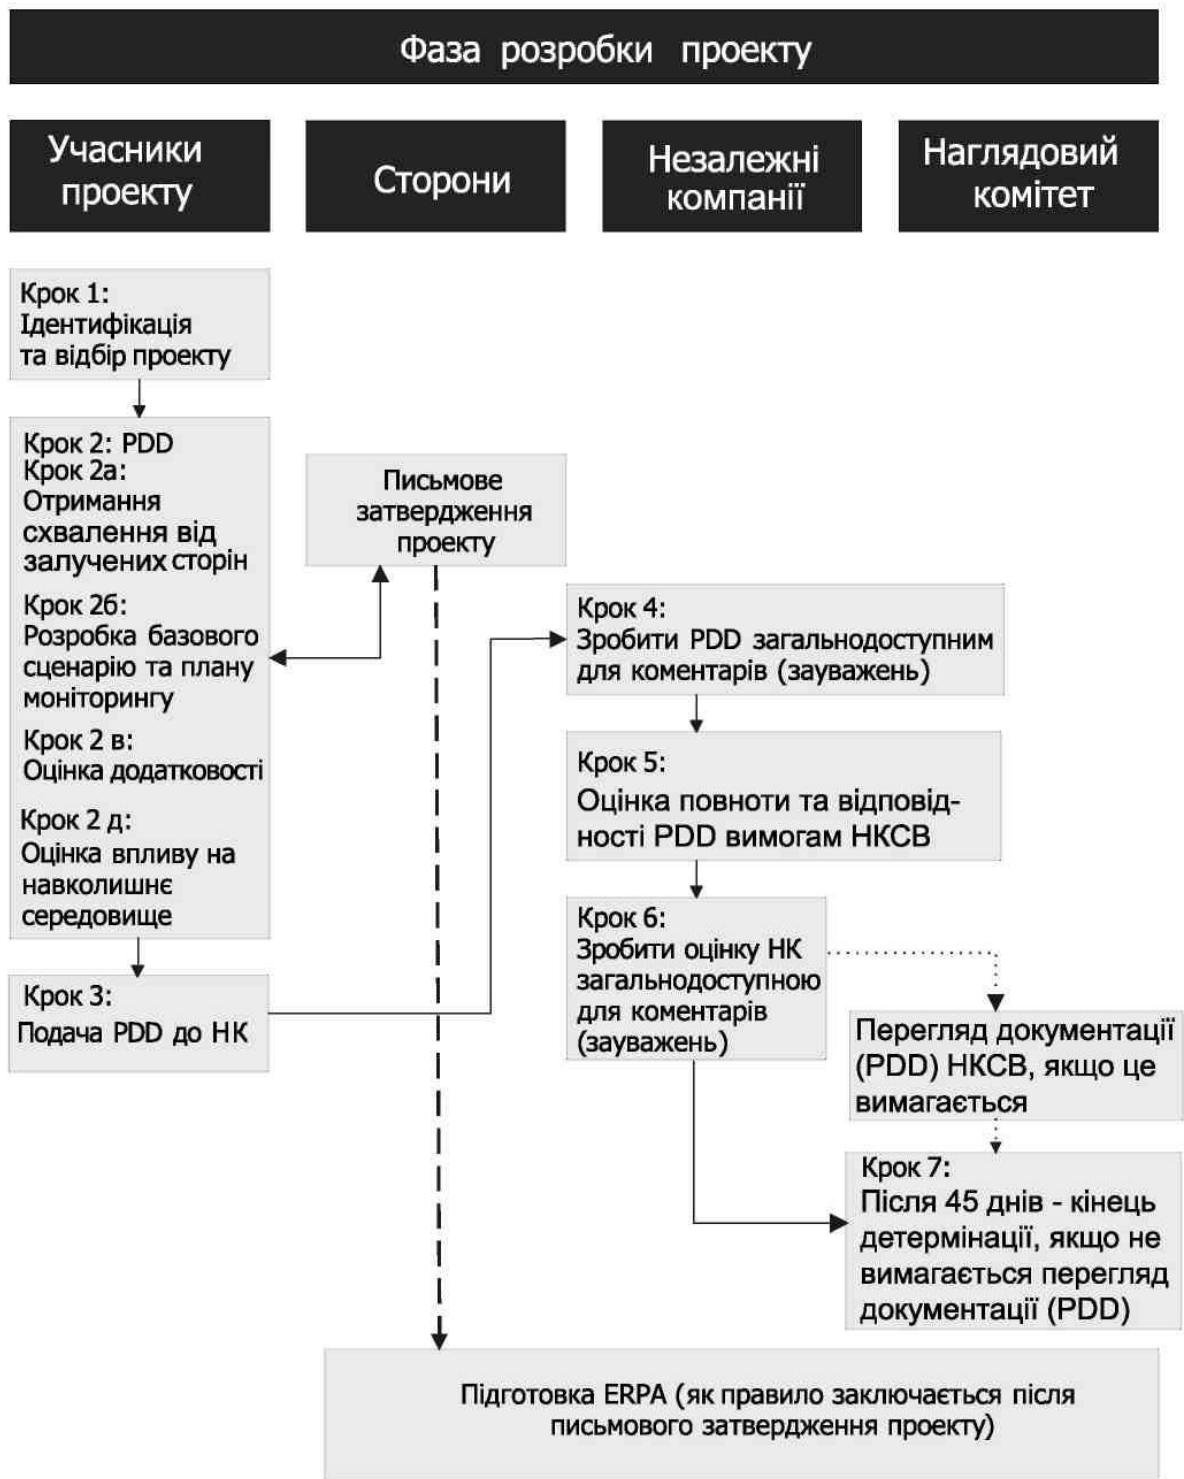 Фаза розробки проекту
Учасники
проекту
Сторони
Незалежні
компанії
Наглядовий
комітет
Крок 1:
Ідентифікація
та відбір проекту
Крок 2: PDD
Крок 2а:
Отримання
схвалення від
залучених сторін
Крок 2б:
Розробка базового
сценарію та плану
моніторингу
Крок 2 в:
Оцінка додатковості
Крок 2 д:
Оцінка впливу на
навколишнє
середовище
Крок 3:
Подача PDD до НК
Письмове
затвердження
проекту
Крок 4:
Зробити PDD загальнодоступним
для коментарів (зауважень)
Крок 5:
Оцінка повноти та відповід-
ності PDD вимогам НКСВ
Крок 6:
Зробити оцінку НК
загальнодоступною
для коментарів
(зауважень)
Перегляд документації
(PDD) НКСВ, якщо це
вимагається
Крок 7:
Після 45 днів - кінець
детермінації, якщо не
вимагається перегляд
документації (PDD)
Підготовка ERPA (як правило заключається після
письмового затвердження проекту)